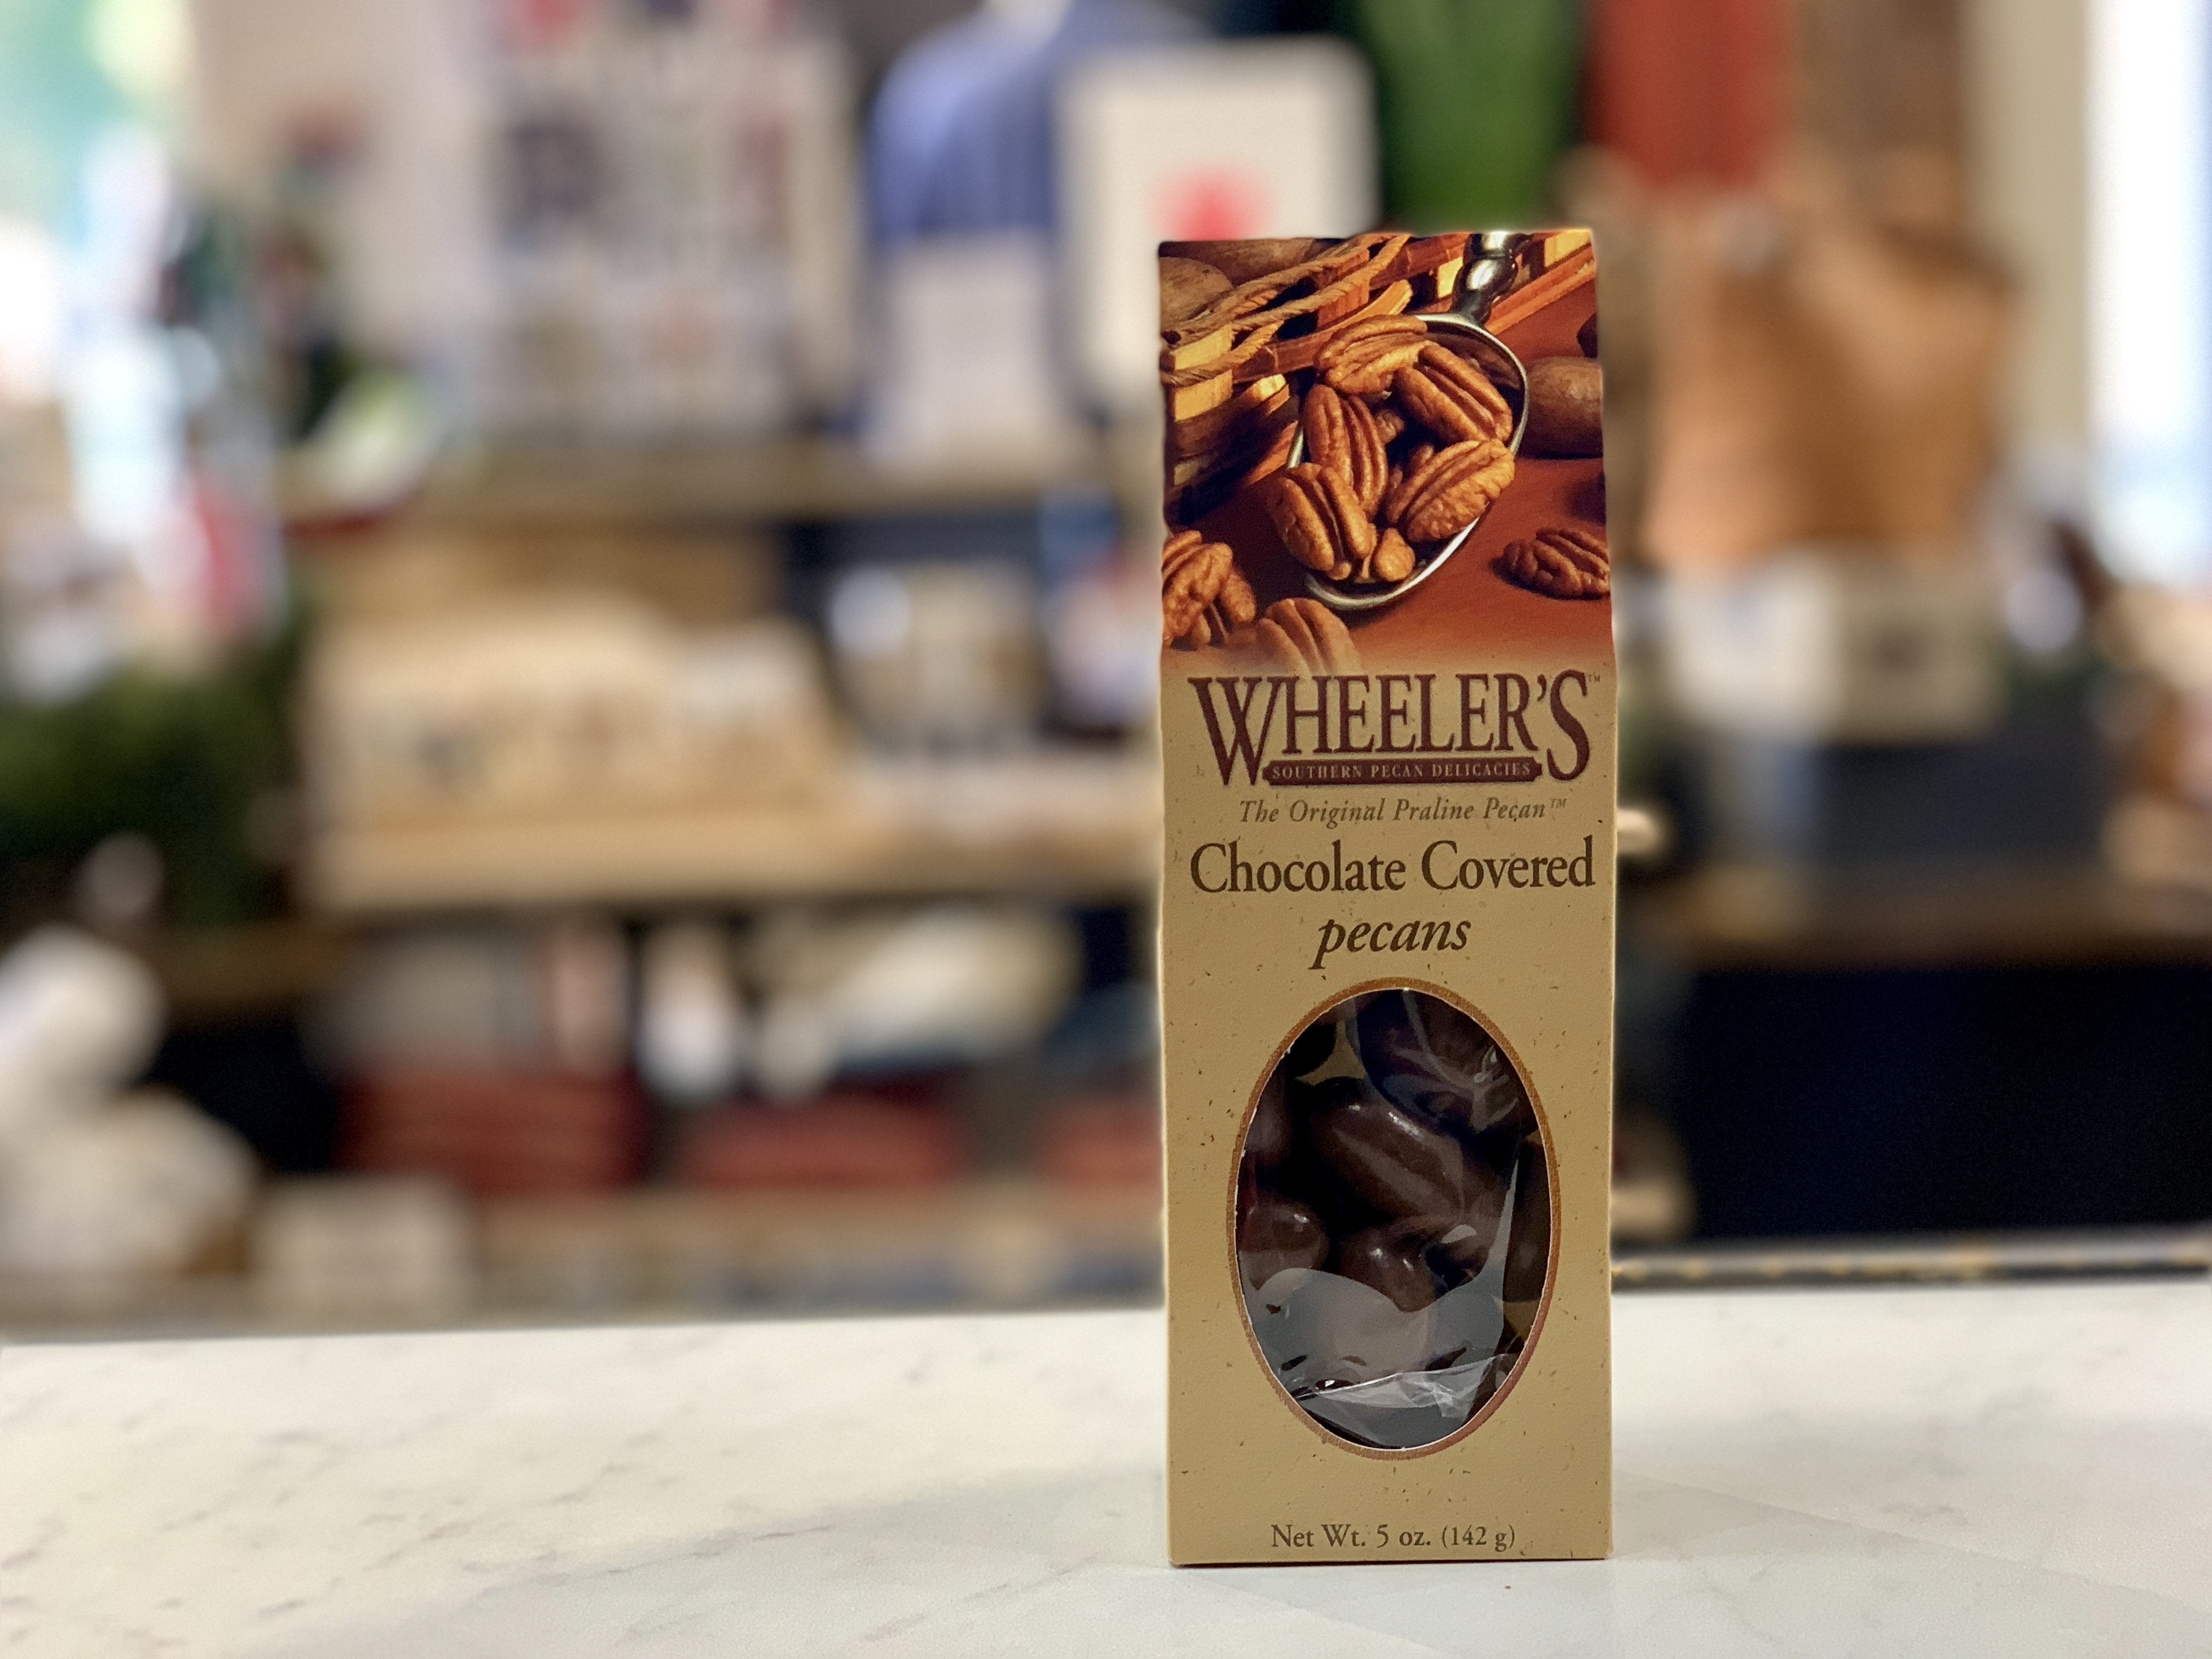 WHEELER'S™
SOUTHERN PECAN DELICACIES
The Original Praline Pecan™
Chocolate Covered
pecans
Net Wt. 5 oz. (142 g)